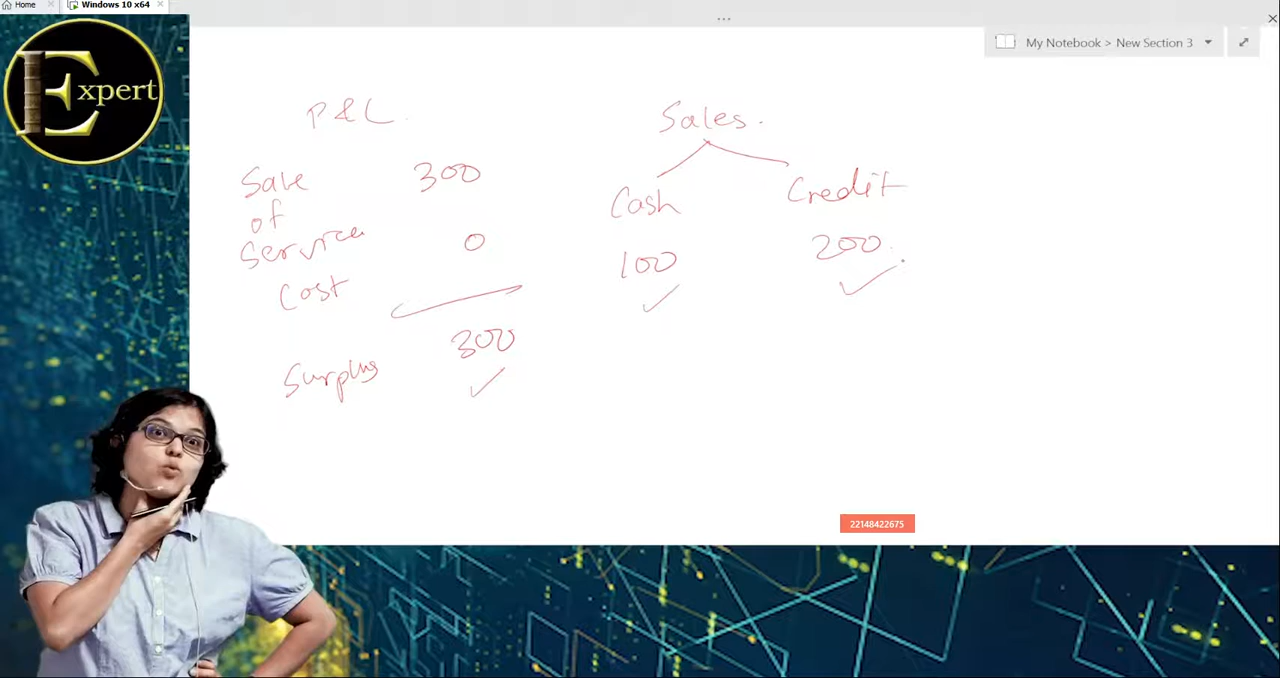 Home
Windows 10 x64
Expert
My Notebook > New Section 3
P&L.
Sale 300
of
Service 0
Cost
Surplus 300
Sales.
Cash Credit
100 200
22148422675